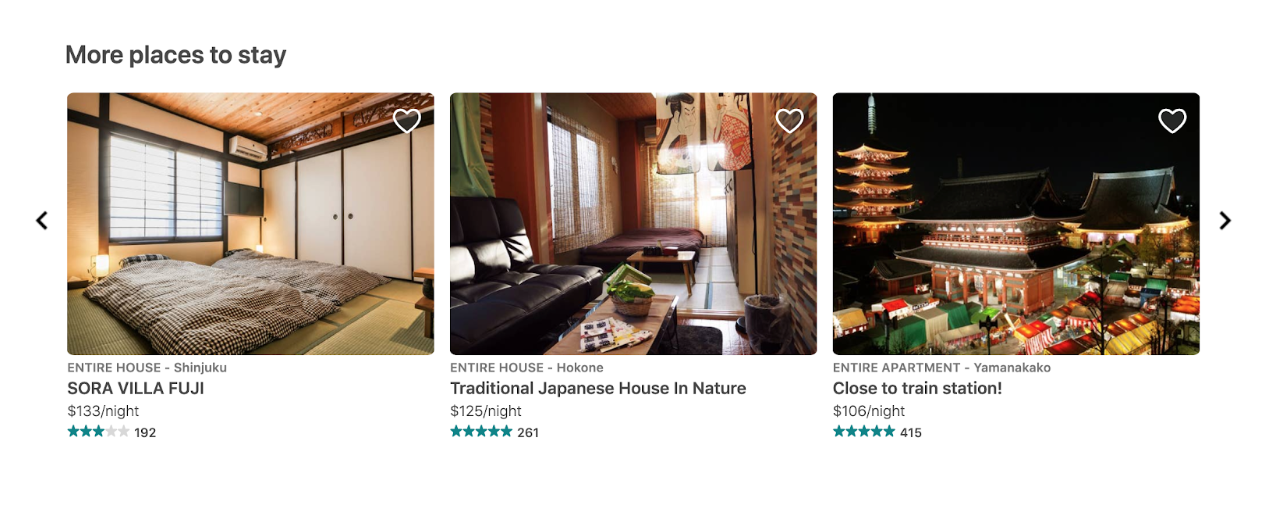 More places to stay
ENTIRE HOUSE - Shinjuku
SORA VILLA FUJI
$133/night
192
ENTIRE HOUSE - Hokone
Traditional Japanese House In Nature
$125/night
261
ENTIRE APARTMENT - Yamanakako
Close to train station!
$106/night
415